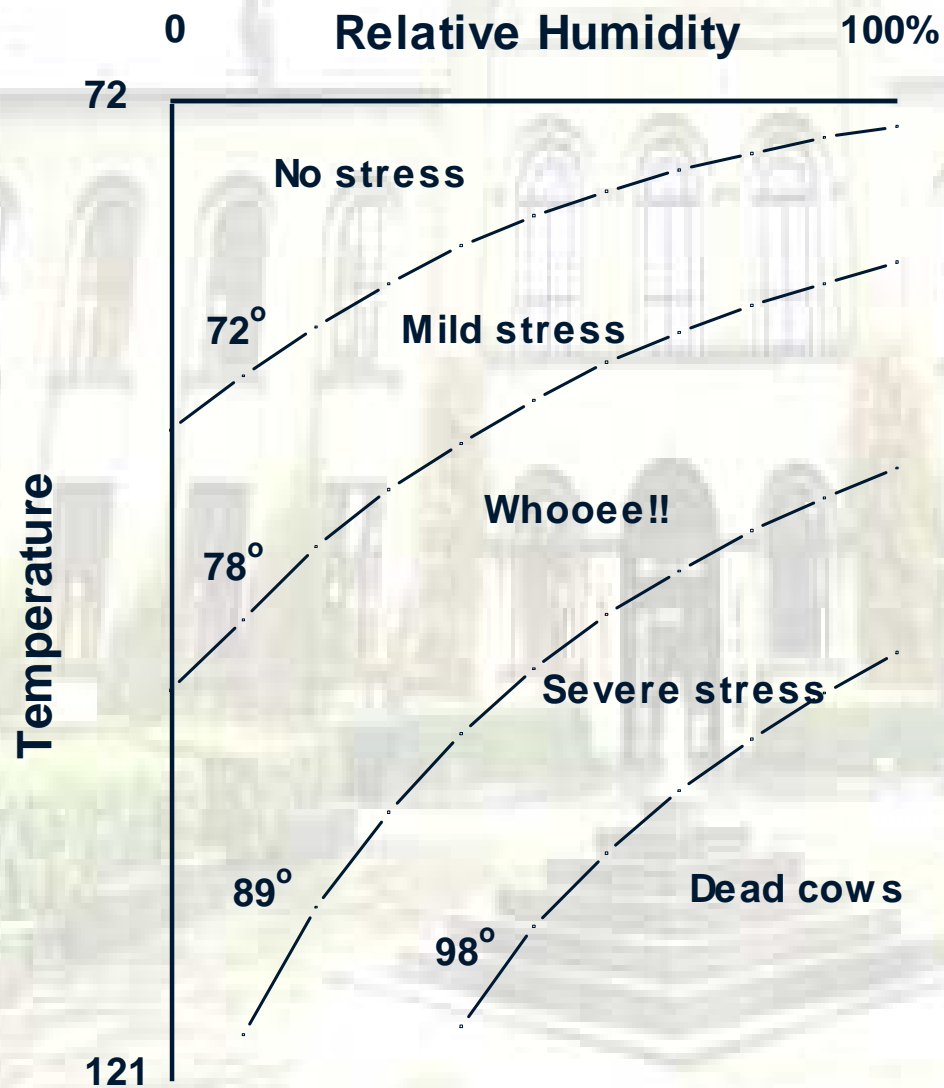 0 Relative Humidity 100%
72
No stress
72°
Mild stress
Whooee!!
78°
Temperature
Severe stress
89°
Dead cows
98°
121